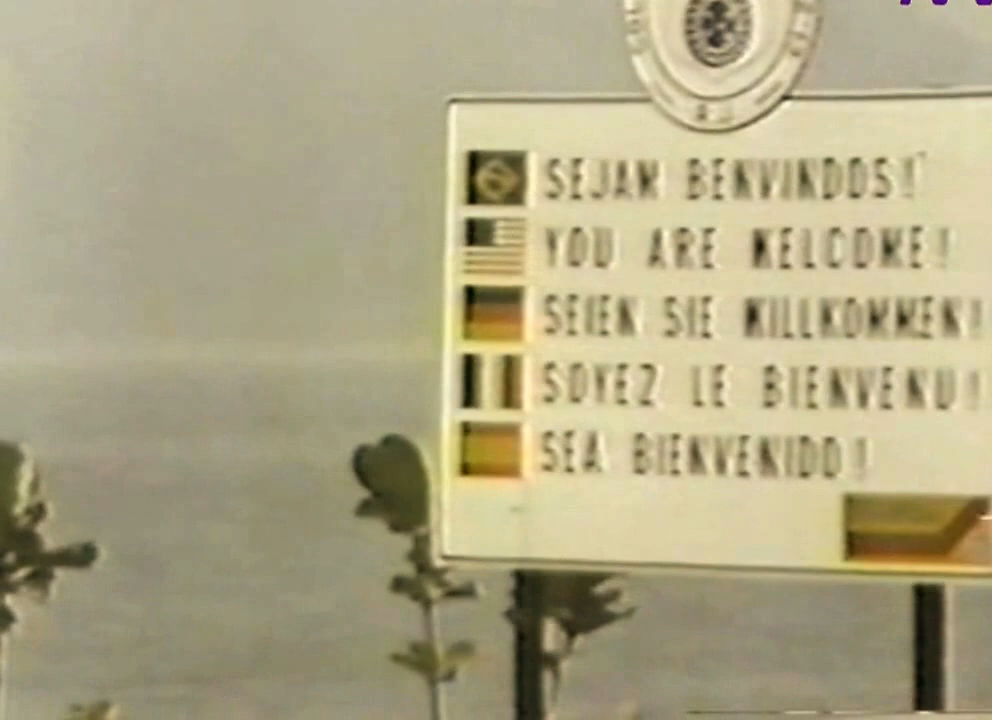 SEJAM BENVINDOS!
YOU ARE WELCOME!
SEIEN SIE WILLKOMMEN!
SOYEZ LE BIENVENU!
SEA BIENVENIDO!